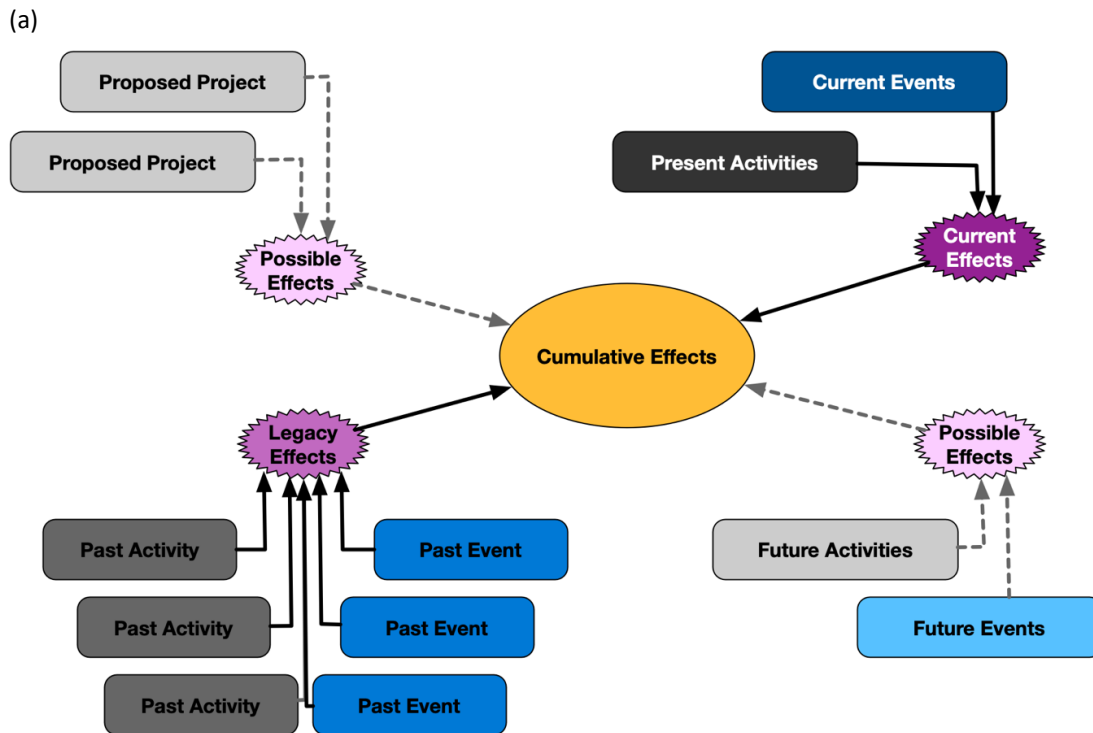 (a)
Proposed Project
Current Events
Proposed Project
Present Activities
Possible
Effects
Current
Effects
Cumulative Effects
Legacy
Effects
Possible
Effects
Past Activity
Past Event
Future Activities
Past Activity
Past Event
Future Events
Past Activity
Past Event